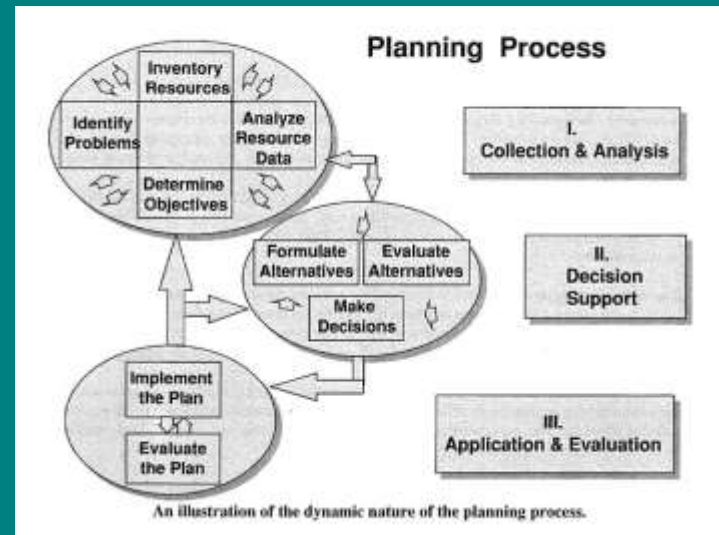 Planning Process
Inventory
Resources
Identify
Problems
Analyze
Resource
Data
Determine
Objectives
I.
Collection & Analysis
Formulate
Alternatives
Evaluate
Alternatives
Make
Decisions
II.
Decision
Support
Implement
the Plan
Evaluate
the Plan
III.
Application & Evaluation
An illustration of the dynamic nature of the planning process.